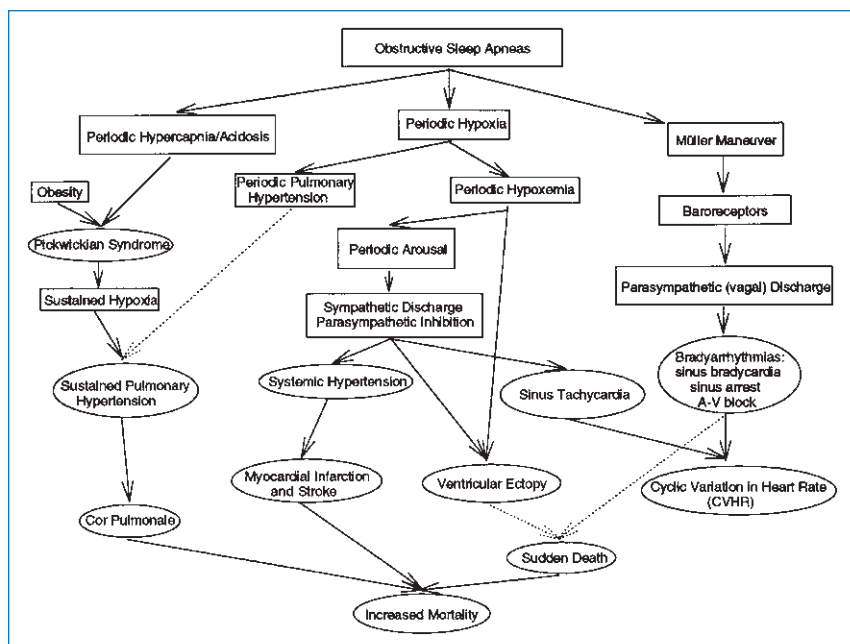 Obstructive Sleep Apneas
Periodic Hypercapnia/Acidosis
Periodic Hypoxia
Müller Maneuver
Obesity
Periodic Pulmonary
Hypertension
Periodic Hypoxemia
Baroreceptors
Pickwickian Syndrome
Periodic Arousal
Sustained Hypoxia
Sympathetic Discharge
Parasympathetic Inhibition
Parasympathetic (vagal) Discharge
Sustained Pulmonary
Hypertension
Systemic Hypertension
Sinus Tachycardia
Bradyarrhythmias:
sinus bradycardia
sinus arrest
A-V block
Myocardial Infarction
and Stroke
Ventricular Ectopy
Cyclic Variation in Heart Rate
(CVHR)
Cor Pulmonale
Sudden Death
Increased Mortality